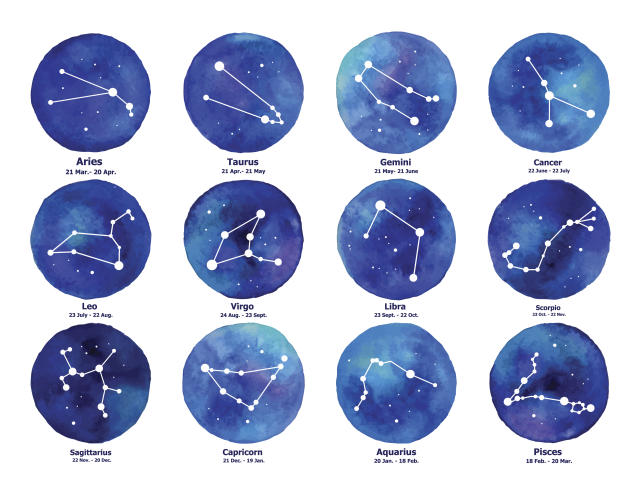 Aries
21 Mar.- 20 Apr.
Taurus
21 Apr.- 21 May
Gemini
21 May- 21 June
Cancer
22 June - 22 July
Leo
23 July - 22 Aug.
Virgo
24 Aug. - 23 Sept.
Libra
23 Sept. - 22 Oct.
Scorpio
22 Oct. - 22 Nov.
Sagittarius
22 Nov. - 20 Dec.
Capricorn
21 Dec. - 19 Jan.
Aquarius
20 Jan. - 18 Feb.
Pisces
18 Feb. - 20 Mar.